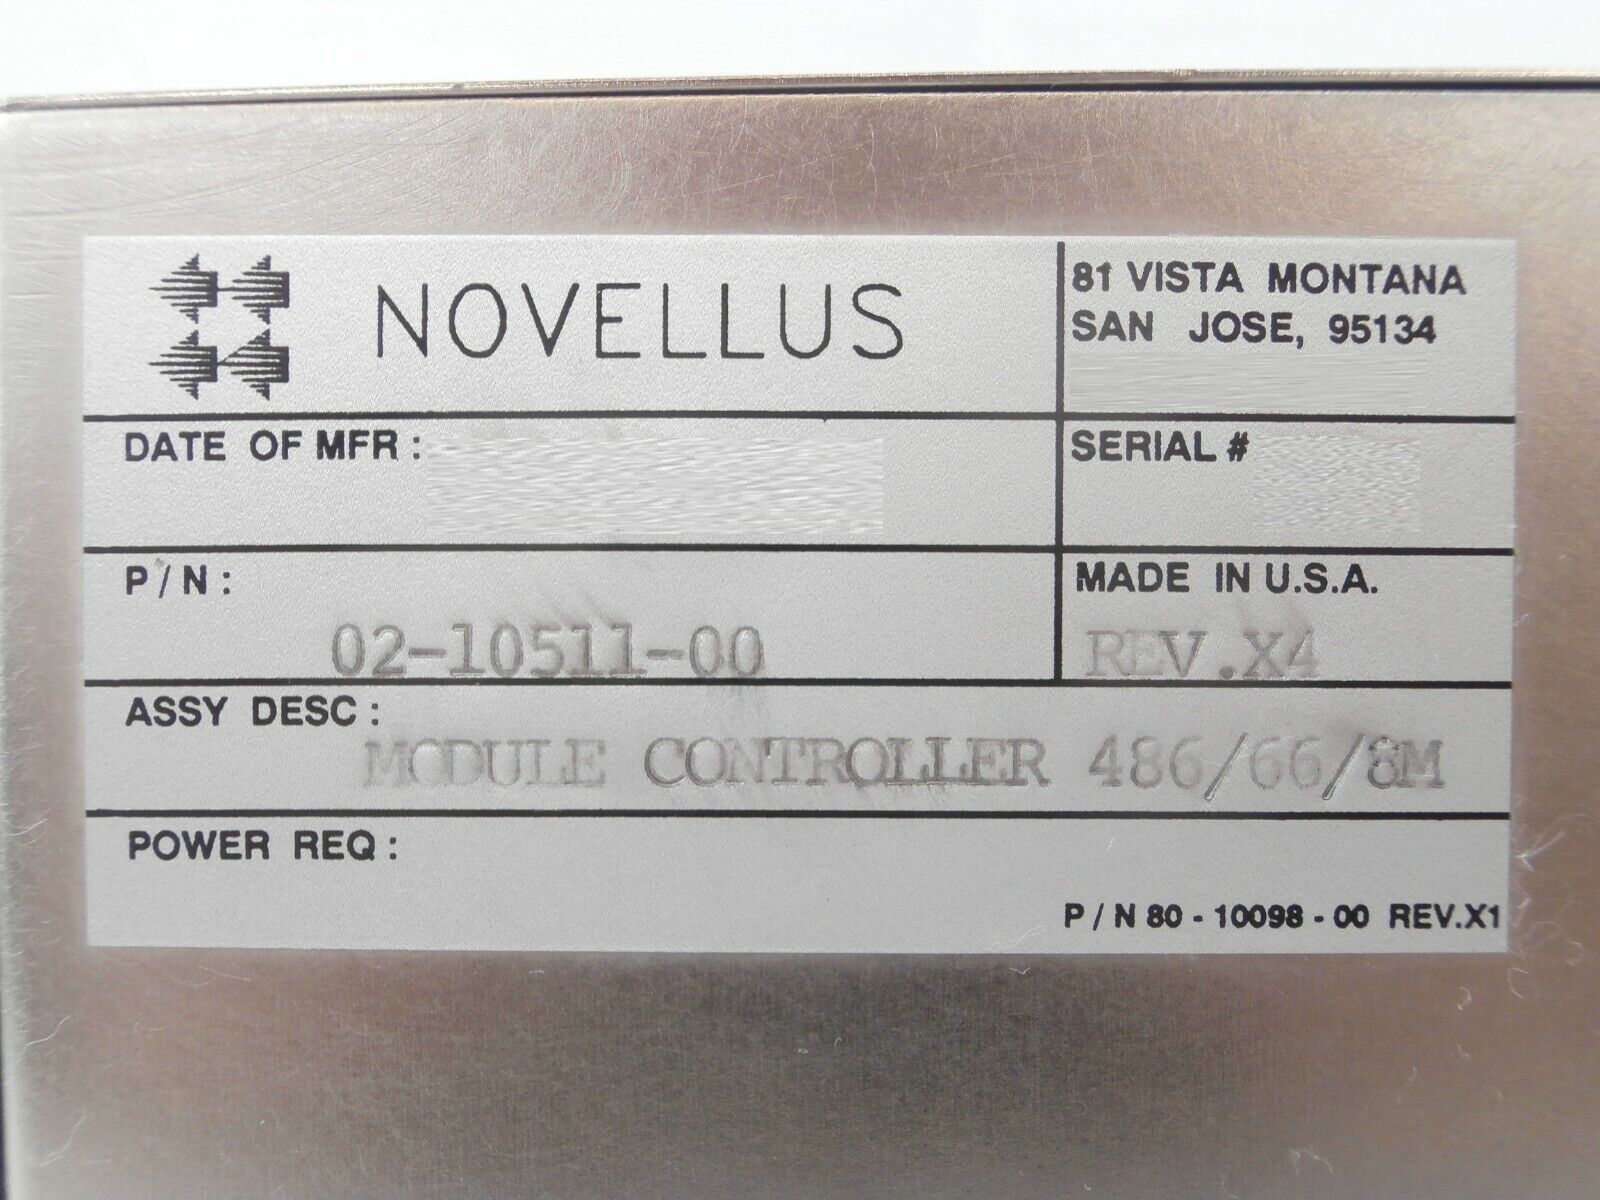 NOVELLUS
81 VISTA MONTANA
SAN JOSE, 95134
DATE OF MFR :
SERIAL #
P / N :
02-10511-00
MADE IN U.S.A.
REV.X4
ASSY DESC :
MODULE CONTROLLER 486/66/8M
POWER REQ :
P / N 80 - 10098 - 00 REV.X1